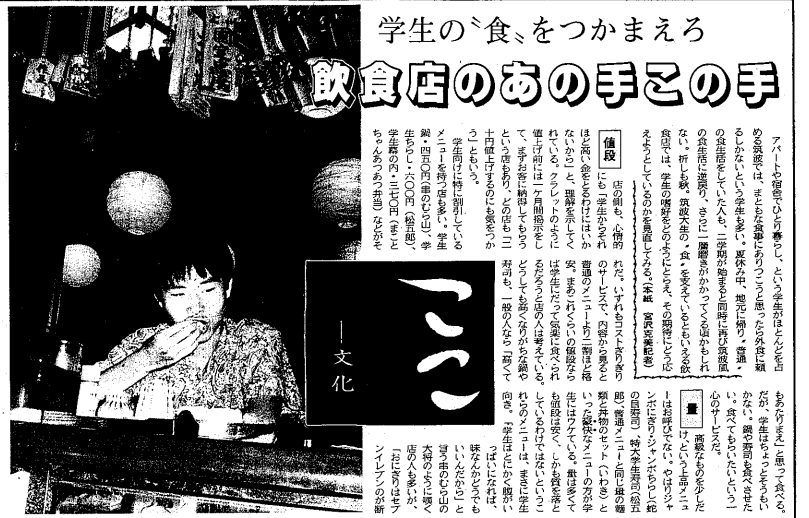 学生の〝食〟をつかまえろ
飲食店のあの手この手
アパートや宿舎でひとり暮らし、という学生がほとんどを占
める筑波では、まともな食事にありつこうと思ったら外食に頼
るしかないという学生も多い。夏休み中、地元に帰り〝普通〟
の食生活をしていた人も、二学期が始まると同時に再び筑波風
の食生活に逆戻り、さらに一層磨きがかかってくる頃かもしれ
ない。折しも秋。筑波大生の〝食〟を支えているともいえる飲
食店では、学生の嗜好をどのようにとらえ、その期待にどう応
えようとしているのかを見直してみる。(本紙 宮沢克美記者)
値段
店の側も、心情的
にも「学生からそれ
ほど高い金をとるわけにはいか
ないから」と、理解を示してく
れている。クラレットのように
値上げ前には一ヶ月間掲示をし
て、まずお客に納得してもらう
という店もあり、どの店も「二
十円値上げするのにも気をつか
う」ともいう。
学生向けに特に割引している
メニューを持つ店も多い。学生
鍋・四五〇円(串のむら山)、学
生ちらし・六〇〇円(松五郎)、
学生幕の内・三七〇円(まこと
ちゃんあつあつ弁当)などがそ
れだ。いずれもコストぎりぎり
のサービスで、内容から見ると
普通のメニューより二割ほど格
安。まあこれくらいの値段なら
ば学生にだって気楽に食べられ
るだろうと店の人は考えている。
どうしても高くなりがちな鍋や
寿司も、一般の人なら「高くて
もあたりまえ」と思って食べる。
だが、学生はちょっとそうもい
かない。鍋や寿司も食べさせた
い。食べてもらいたいという一
心のサービスだ。
量
高級なものを少しだ
け、という上品メニュ
ーはお呼びでない。やはりジャ
ンボにぎり・ジャンボちらし(蛇
の目寿司)特大学生寿司(松五
郎)普通メニューと同じ量の麺
類と丼物のセット(いわき)と
いった豪快なメニューの方が学
生にはウケている。量は多くて
も値段は安く、しかも質を落と
しているわけではないというこ
れらのメニューは、まさに学生
向き。「学生はとにかく腹がい
っぱいになれば、
味なんかどうでも
いいんだから」と
言う串のむら山の
大将のように嘆く
店の人も多いが、
「おにぎりはセブ
ンイレブンのが断
ここ
―文化